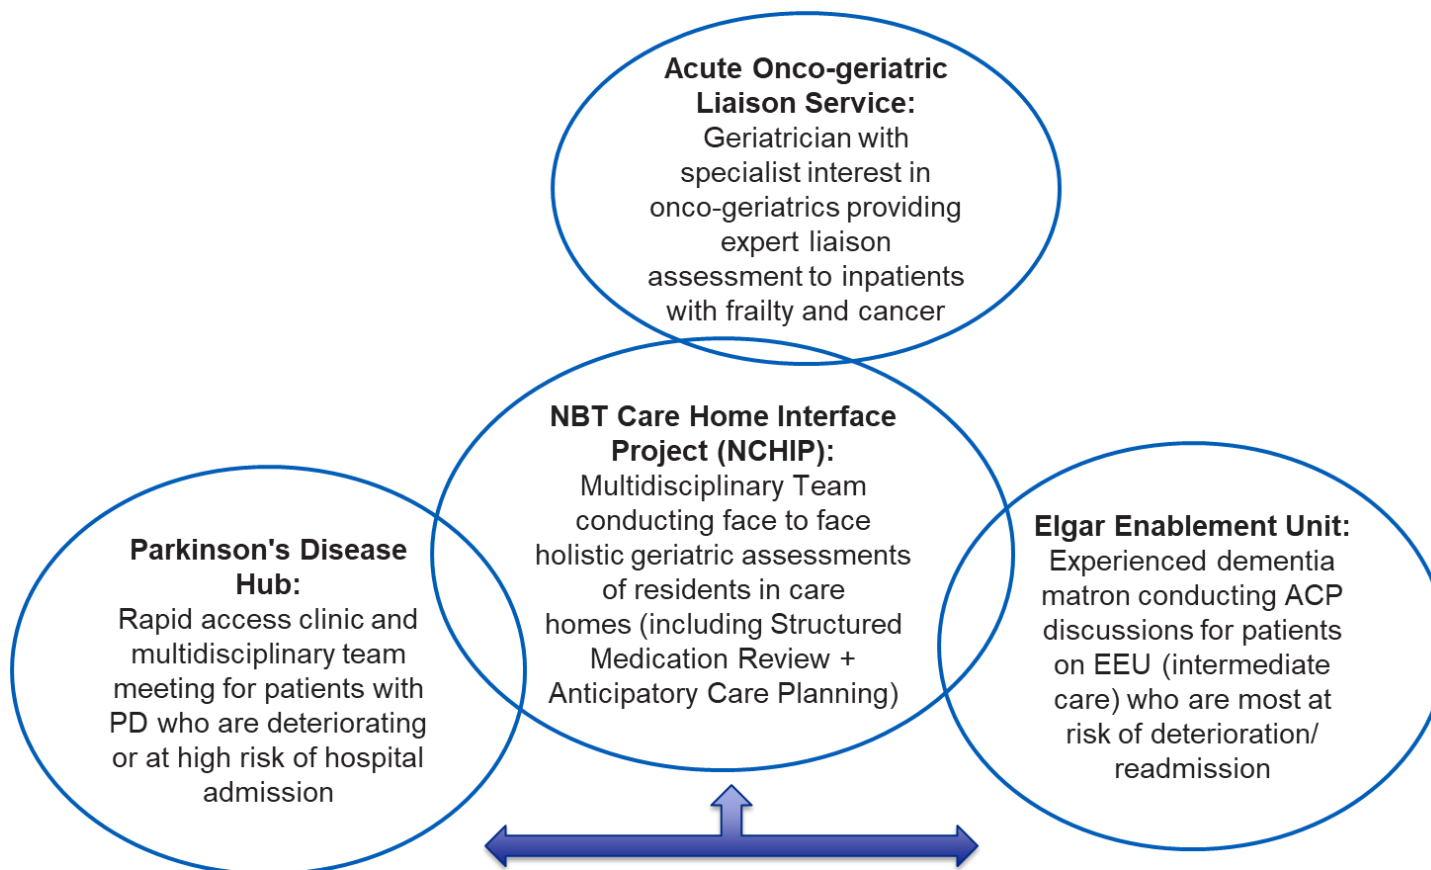 Acute Onco-geriatric
Liaison Service:
Geriatrician with
specialist interest in
onco-geriatrics providing
expert liaison
assessment to inpatients
with frailty and cancer
NBT Care Home Interface
Project (NCHIP):
Multidisciplinary Team
conducting face to face
holistic geriatric assessments
of residents in care
homes (including Structured
Medication Review +
Anticipatory Care Planning)
Parkinson's Disease
Hub:
Rapid access clinic and
multidisciplinary team
meeting for patients with
PD who are deteriorating
or at high risk of hospital
admission
Elgar Enablement Unit:
Experienced dementia
matron conducting ACP
discussions for patients
on EEU (intermediate
care) who are most at
risk of deterioration/
readmission